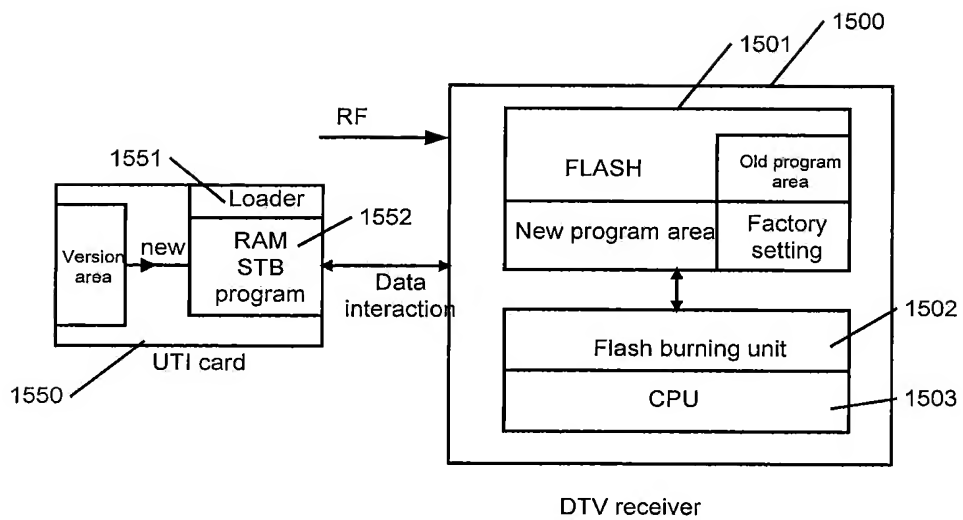 1500
1501
RF
1551
Loader
1552
FLASH
Old program
area
Version
area
new
RAM
STB
program
New program area
Factory
setting
Data
interaction
1502
UTI card
Flash burning unit
1550
CPU
1503
DTV receiver